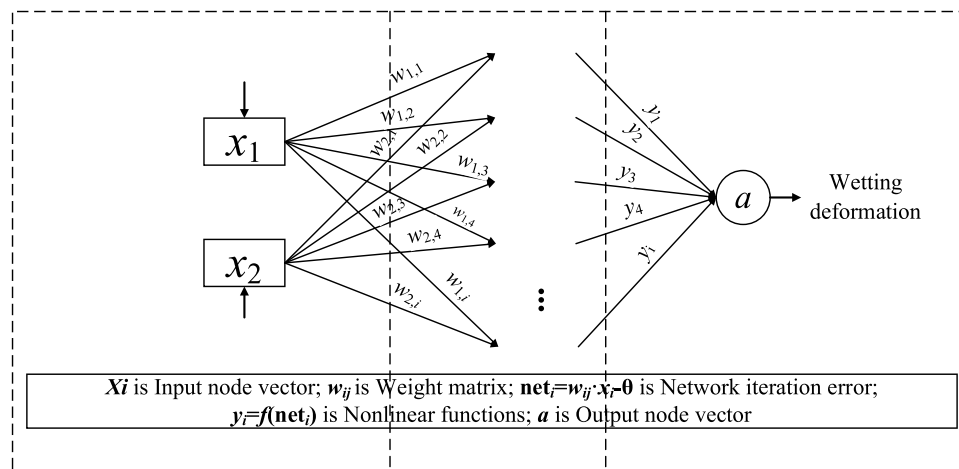 w1,1
w1,2
w2,1
w2,2
x1
w1,3
w2,3
w1,4
w2,4
x2
w1,i
w2,i
y1
y2
y3
y4
yi
a
Wetting
deformation
Xi is Input node vector; wij is Weight matrix; neti=wij·xi-θ is Network iteration error;
yi=f(neti) is Nonlinear functions; a is Output node vector